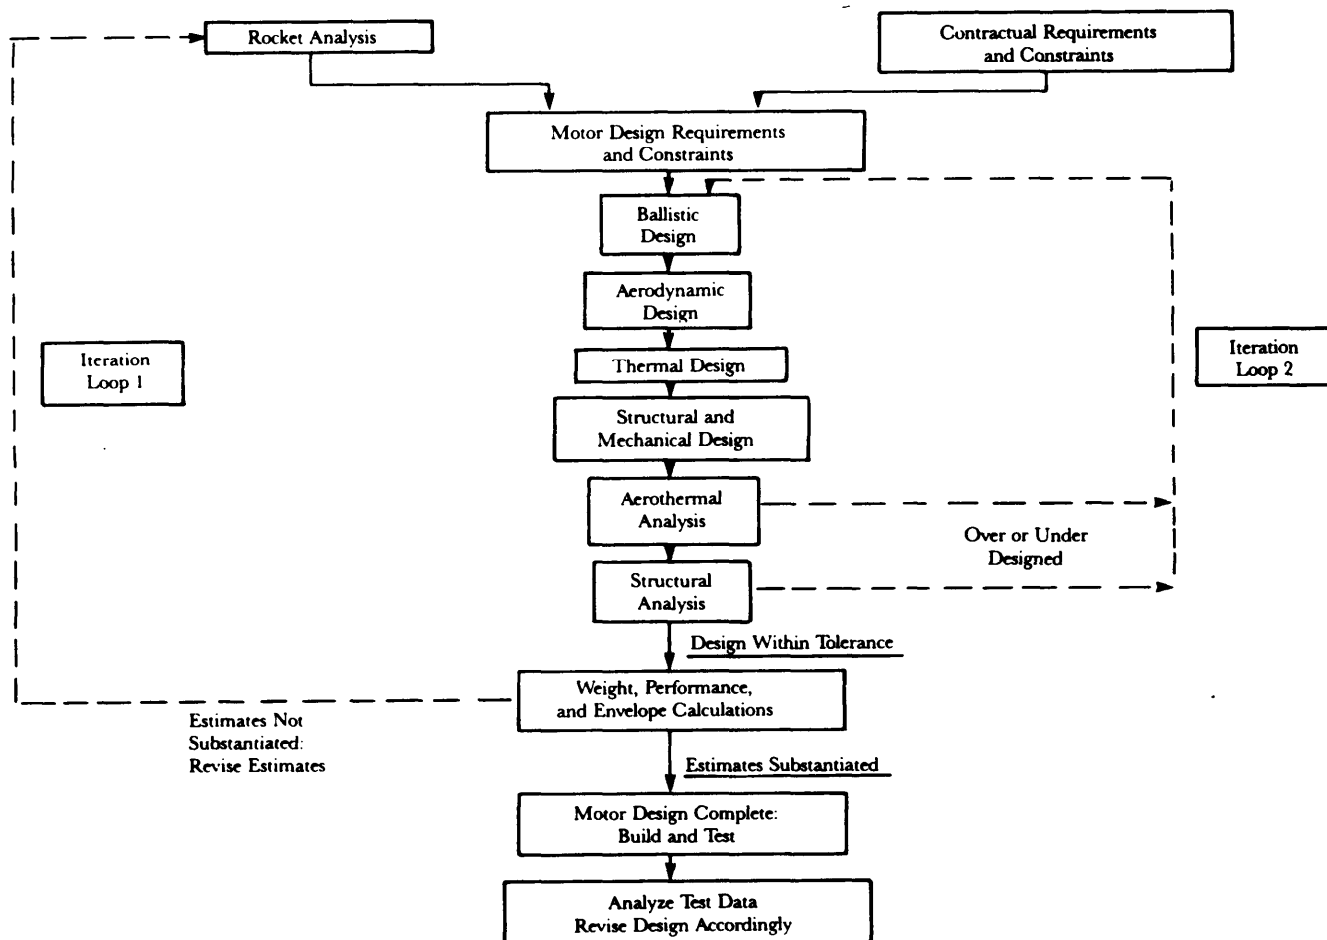 Rocket Analysis
Contractual Requirements
and Constraints
Motor Design Requirements
and Constraints
Ballistic
Design
Aerodynamic
Design
Thermal Design
Structural and
Mechanical Design
Aerothermal
Analysis
Structural
Analysis
Iteration
Loop 1
Iteration
Loop 2
Over or Under
Designed
Design Within Tolerance
Weight, Performance,
and Envelope Calculations
Estimates Not
Substantiated:
Revise Estimates
Estimates Substantiated
Motor Design Complete:
Build and Test
Analyze Test Data
Revise Design Accordingly